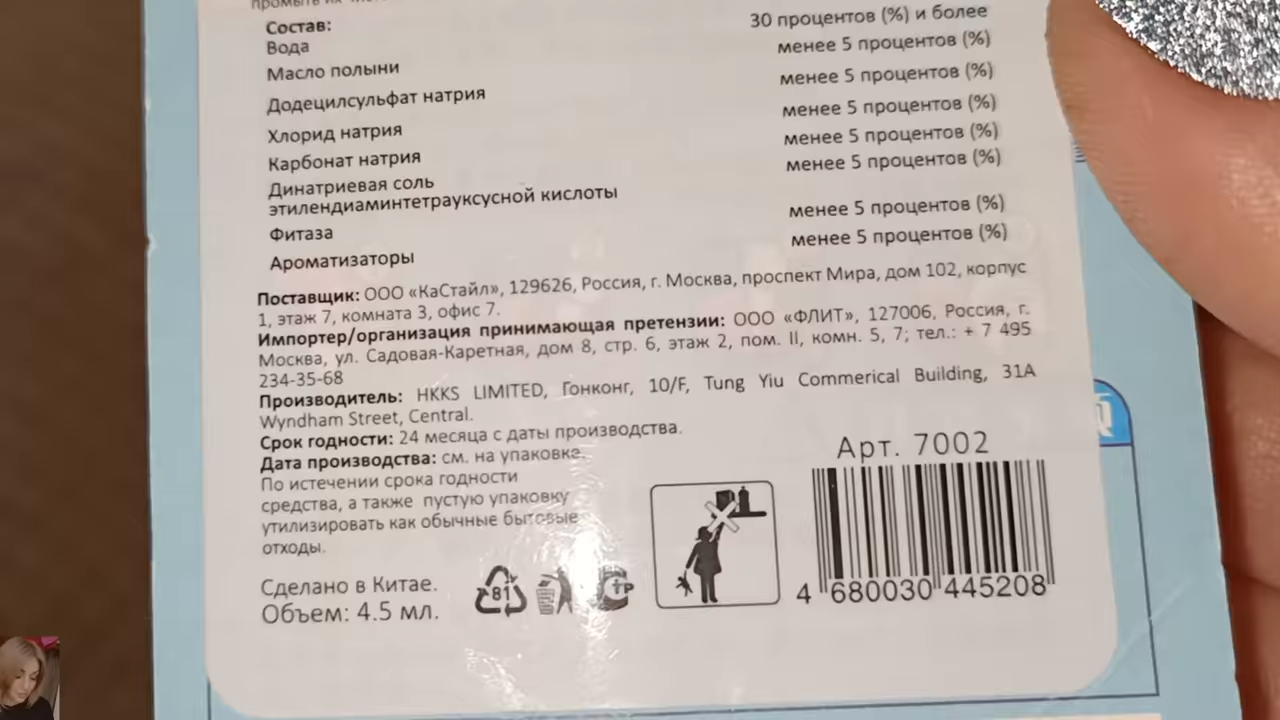 промыть их чист
Состав:
Вода 30 процентов (%) и более
Масло полыни менее 5 процентов (%)
Додецилсульфат натрия менее 5 процентов (%)
Хлорид натрия менее 5 процентов (%)
Карбонат натрия менее 5 процентов (%)
Динатриевая соль менее 5 процентов (%)
этилендиаминтетрауксусной кислоты
Фитаза менее 5 процентов (%)
Ароматизаторы менее 5 процентов (%)
Поставщик: ООО «КаСтайл», 129626, Россия, г. Москва, проспект Мира, дом 102, корпус
1, этаж 7, комната 3, офис 7.
Импортер/организация принимающая претензии: ООО «ФЛИТ», 127006, Россия, г.
Москва, ул. Садовая-Каретная, дом 8, стр. 6, этаж 2, пом. II, комн. 5, 7; тел.: + 7 495
234-35-68
Производитель: HKKS LIMITED, Гонконг, 10/F, Tung Yiu Commerical Building, 31A
Wyndham Street, Central.
Срок годности: 24 месяца с даты производства.
Дата производства: см. на упаковке.
По истечении срока годности
средства, а также пустую упаковку
утилизировать как обычные бытовые
отходы.
Сделано в Китае.
Объем: 4.5 мл.
81
Арт. 7002
4 680030 445208